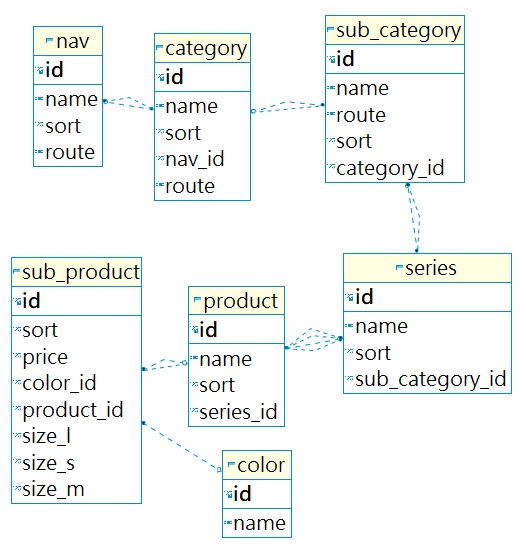 nav
id
name
sort
route
category
id
name
sort
nav_id
route
sub_category
id
name
route
sort
category_id
series
id
name
sort
sub_category_id
sub_product
id
sort
price
color_id
product_id
size_l
size_s
size_m
product
id
name
sort
series_id
color
id
name